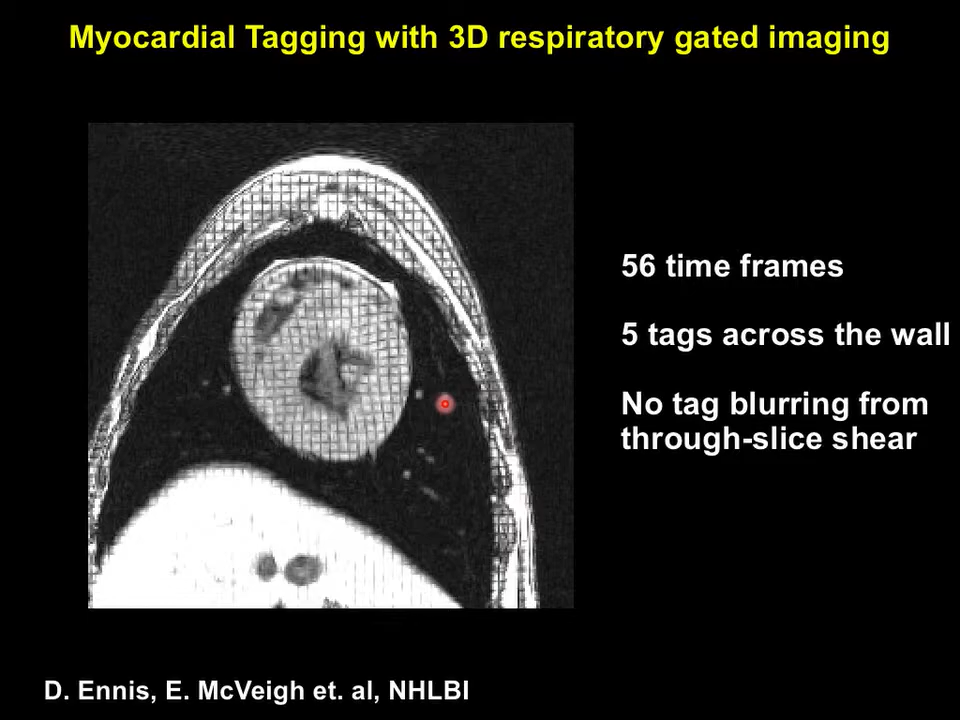 Myocardial Tagging with 3D respiratory gated imaging
56 time frames
5 tags across the wall
No tag blurring from
through-slice shear
D. Ennis, E. McVeigh et. al, NHLBI